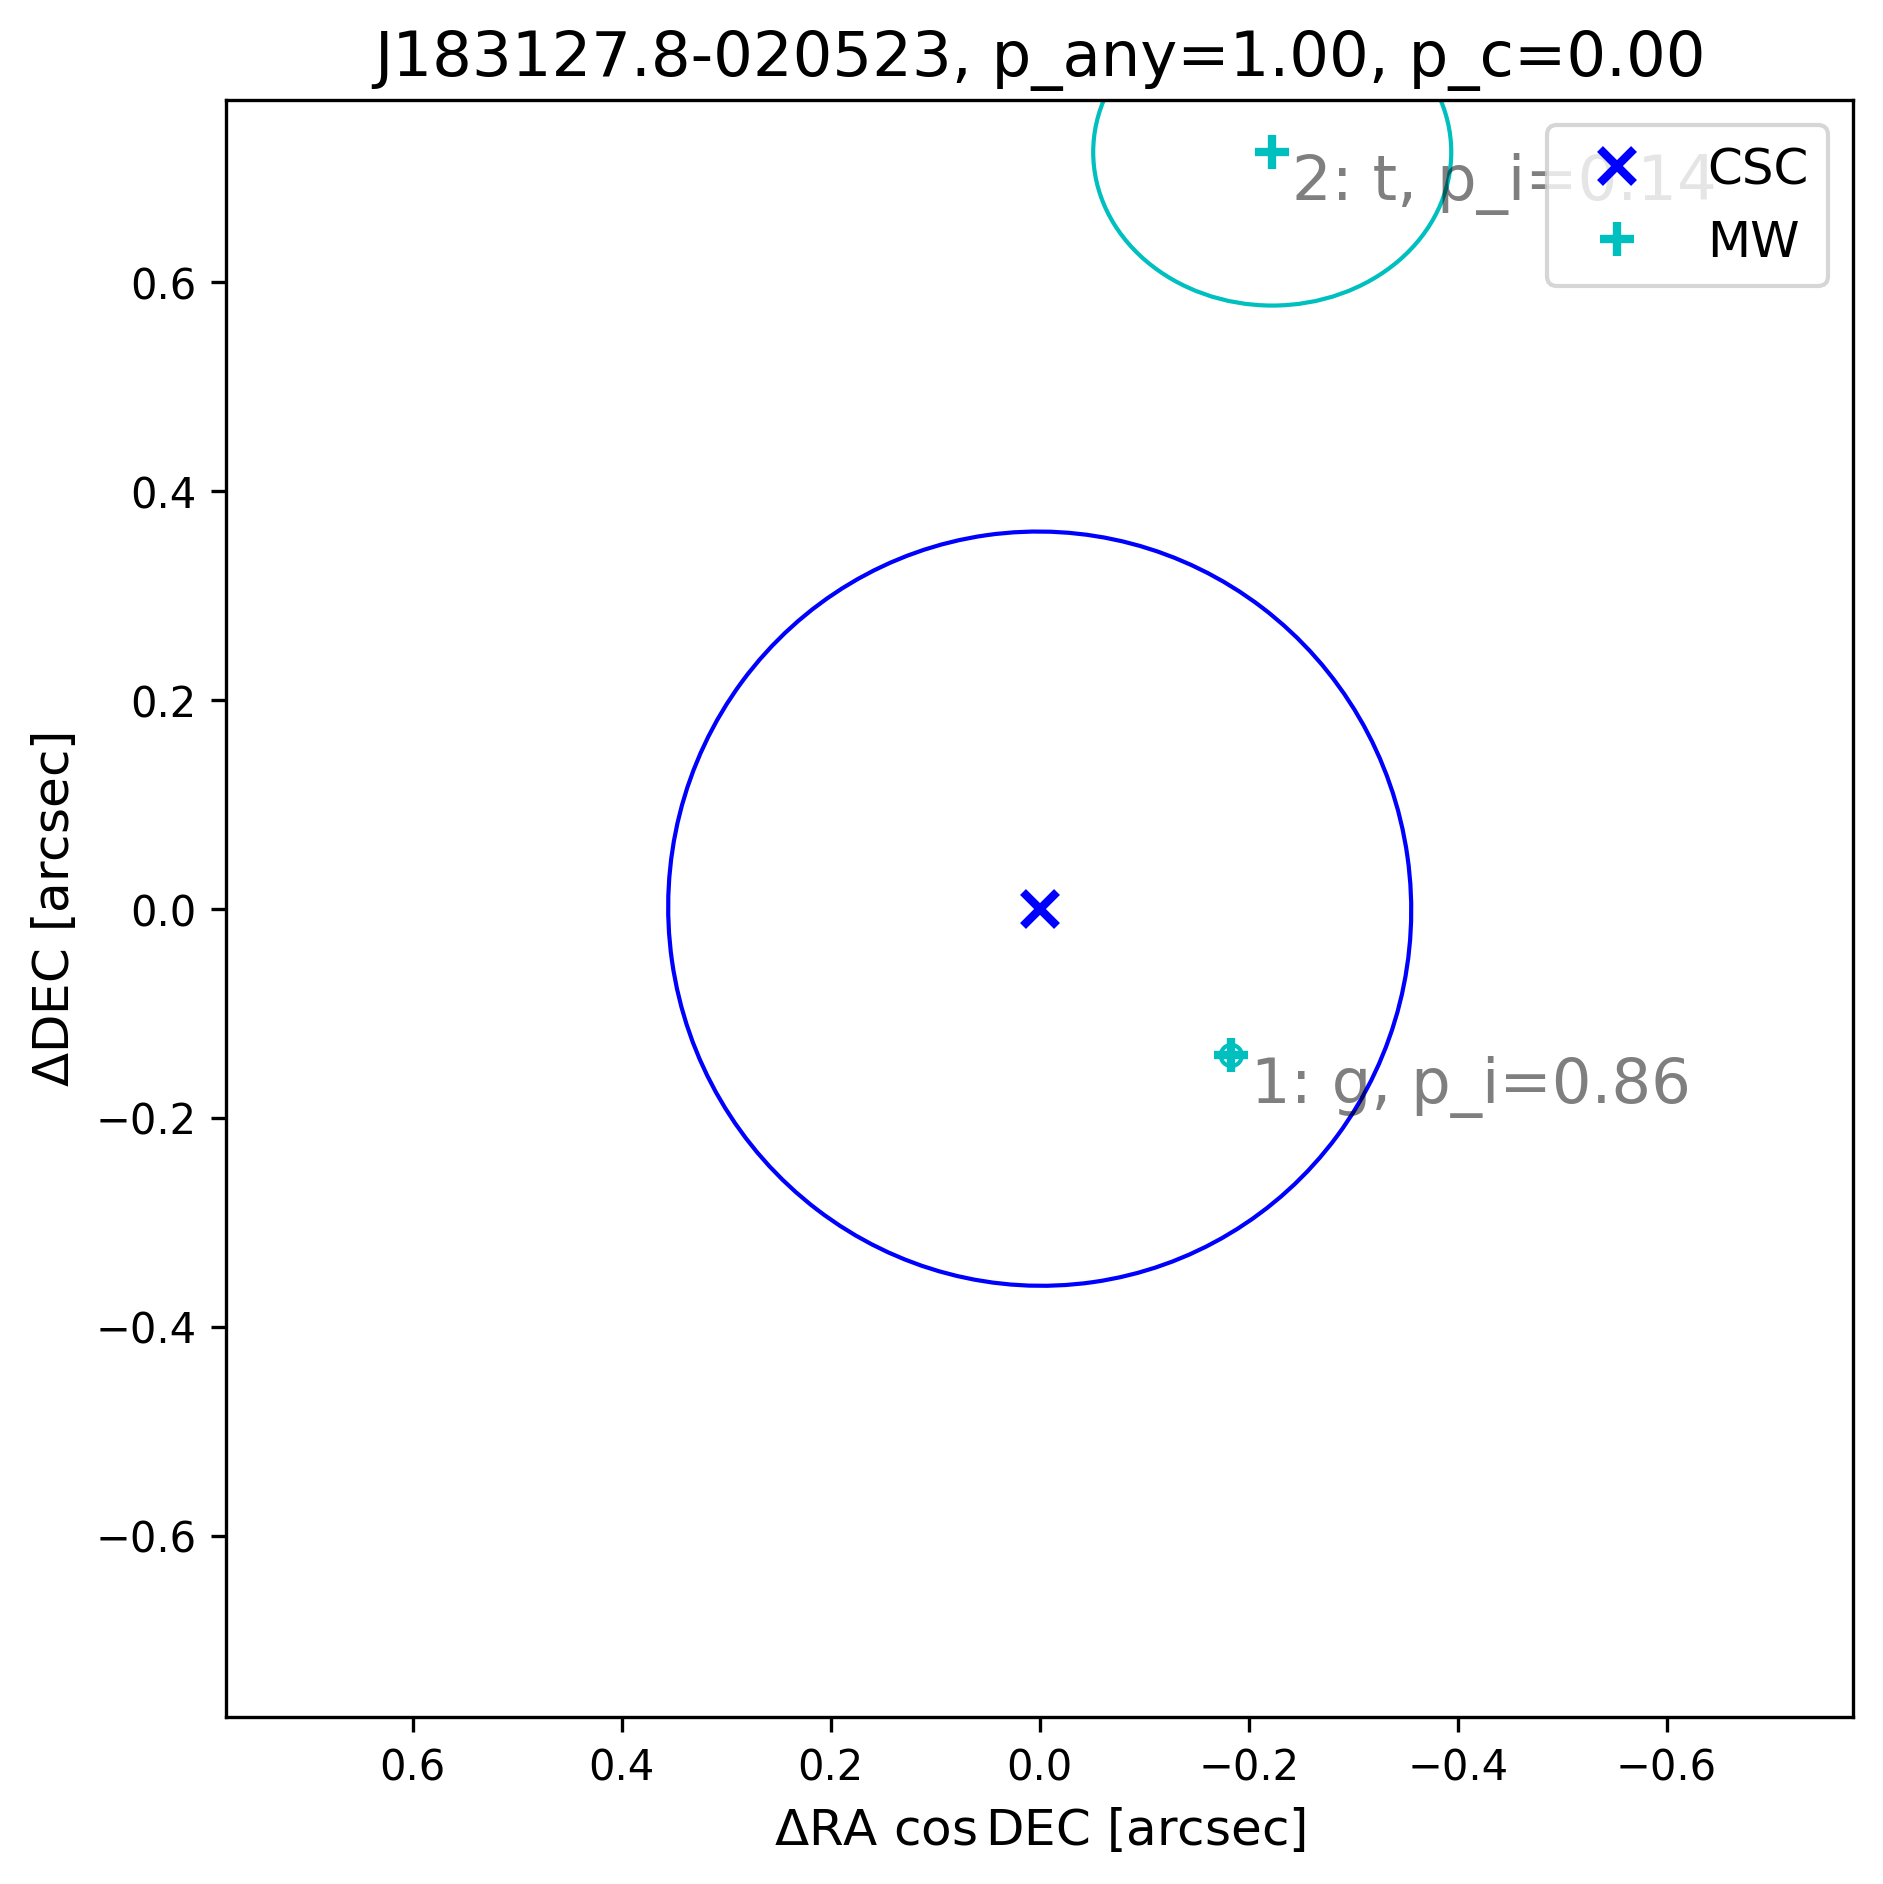 J183127.8-020523, p_any=1.00, p_c=0.00
2: t, p_i=0.14
CSC
MW
1: g, p_i=0.86
0.6
0.4
0.2
0.0
−0.2
−0.4
−0.6
ΔDEC [arcsec]
0.6 0.4 0.2 0.0 −0.2 −0.4 −0.6
ΔRA cos DEC [arcsec]